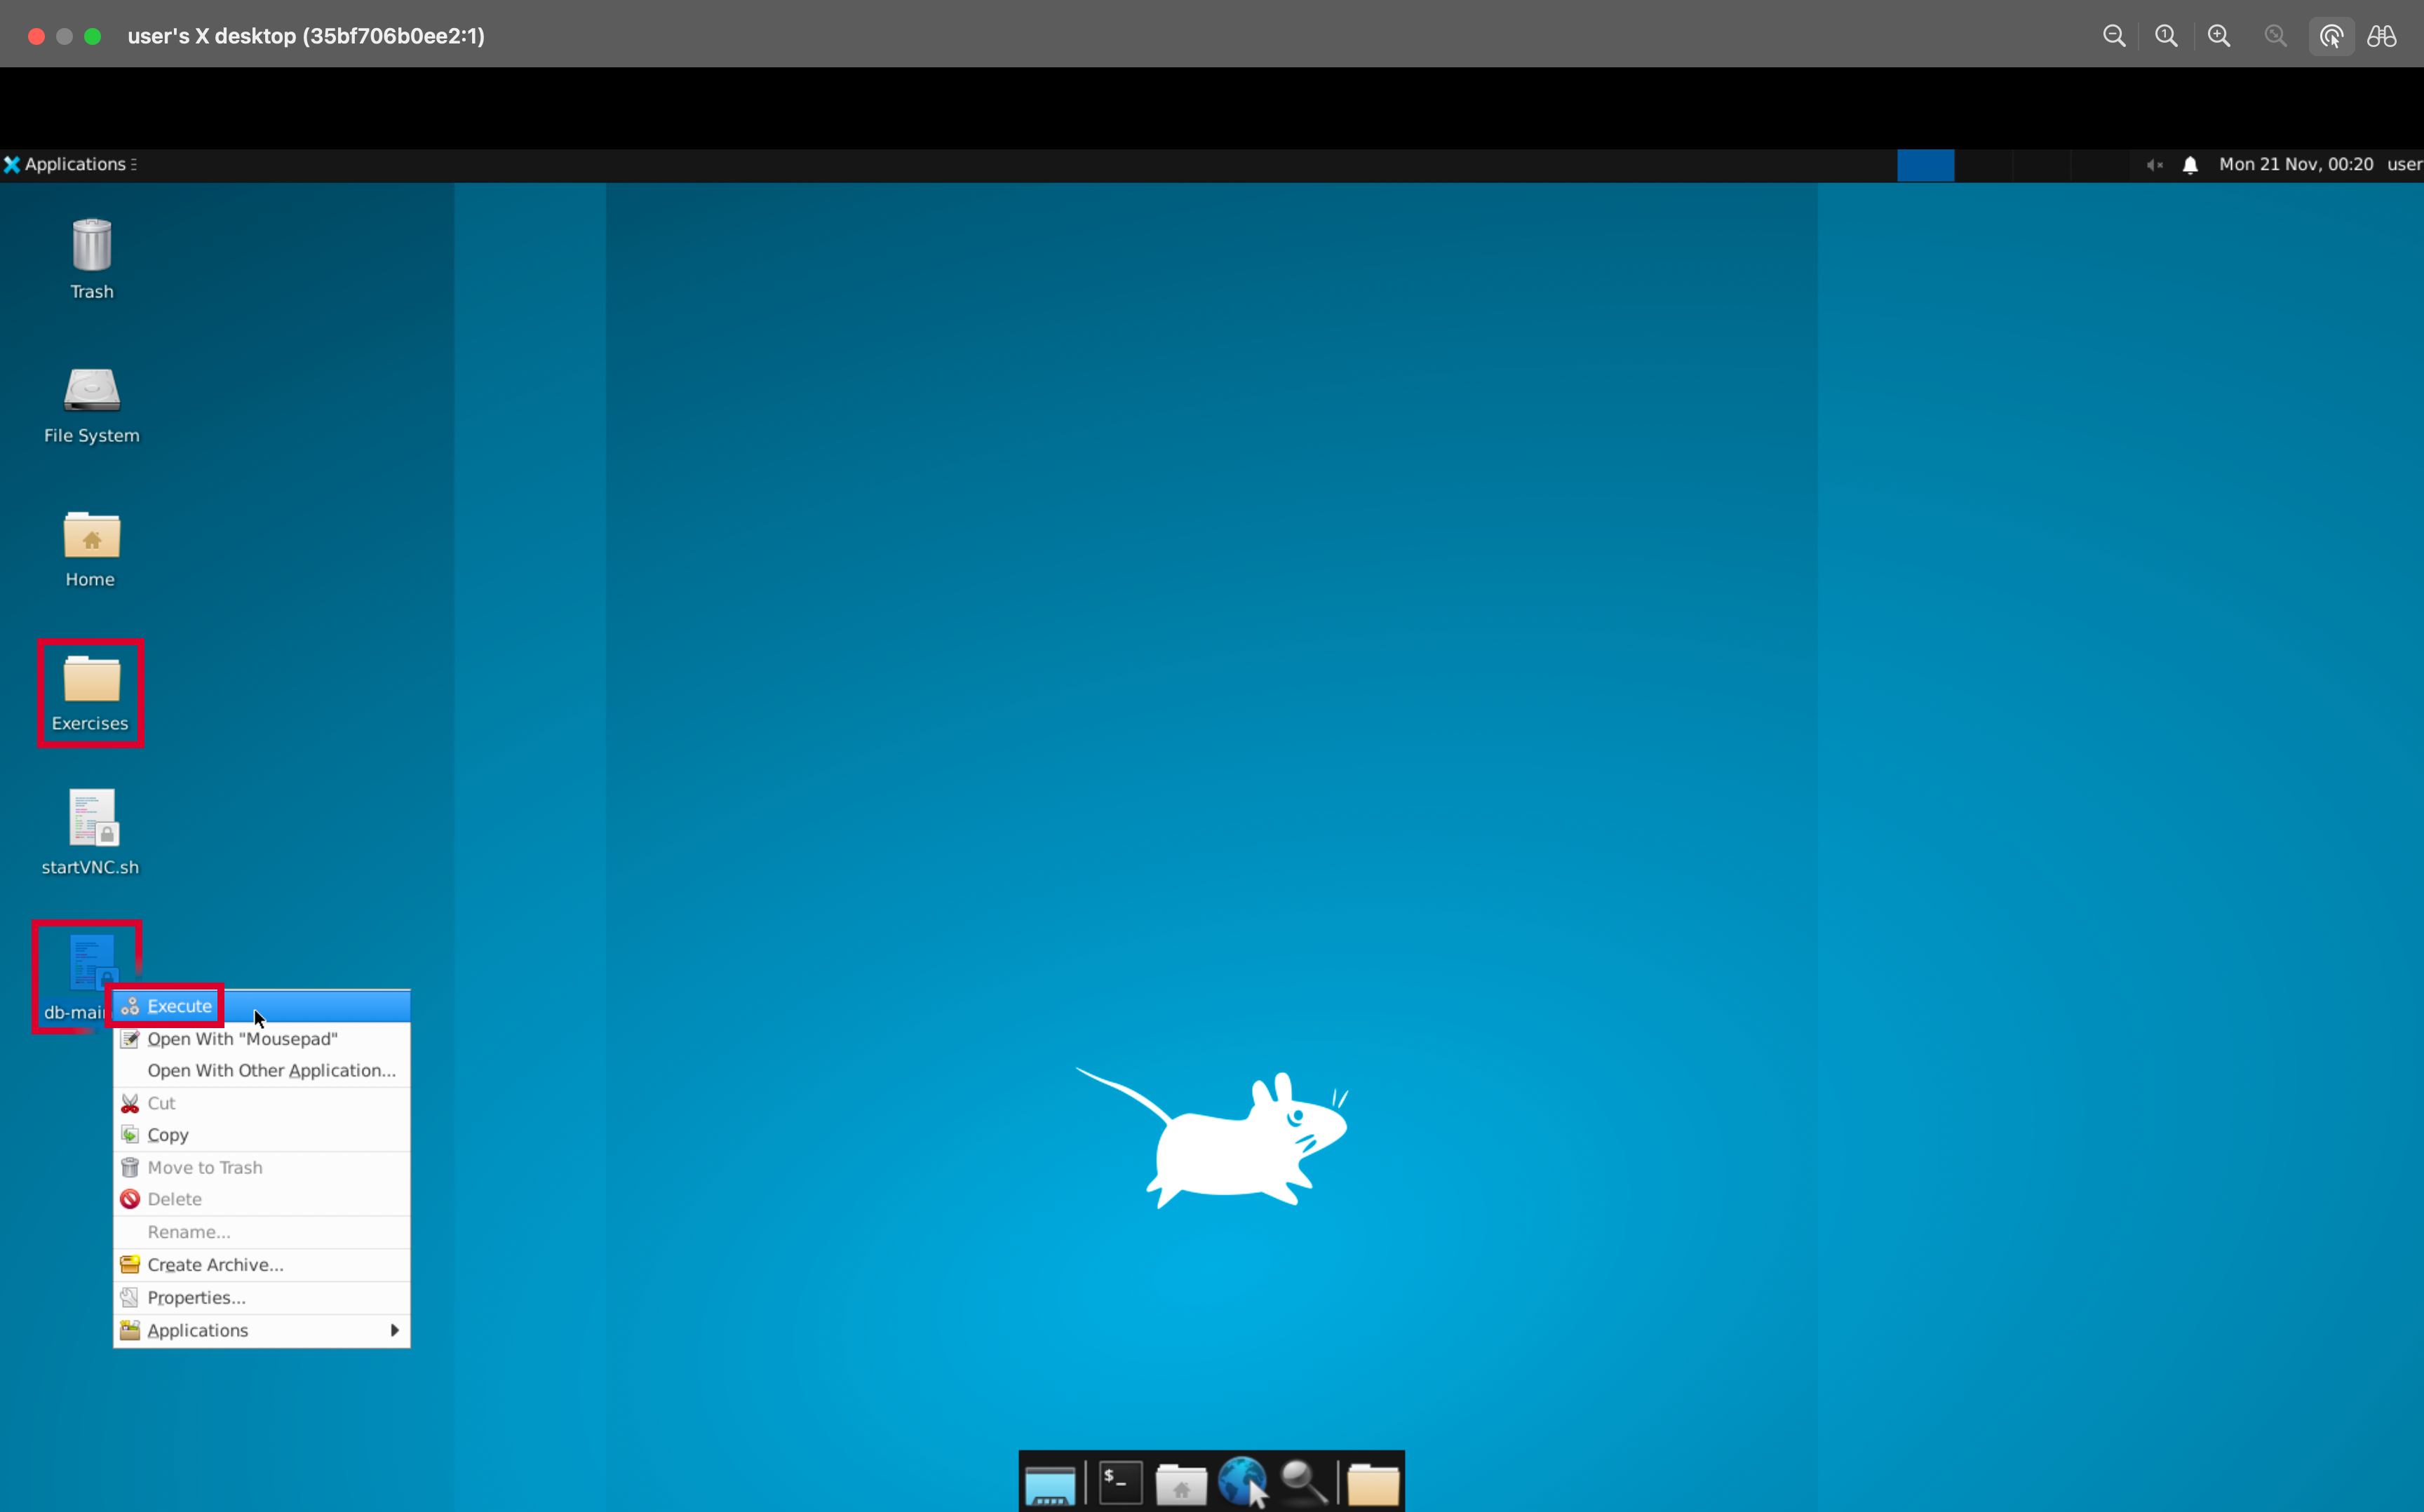 user's X desktop (35bf706b0ee2:1)
Applications
Mon 21 Nov, 00:20 user
Trash
File System
Home
Exercises
startVNC.sh
db-mai
Execute
Open With "Mousepad"
Open With Other Application...
Cut
Copy
Move to Trash
Delete
Rename...
Create Archive...
Properties...
Applications
$_